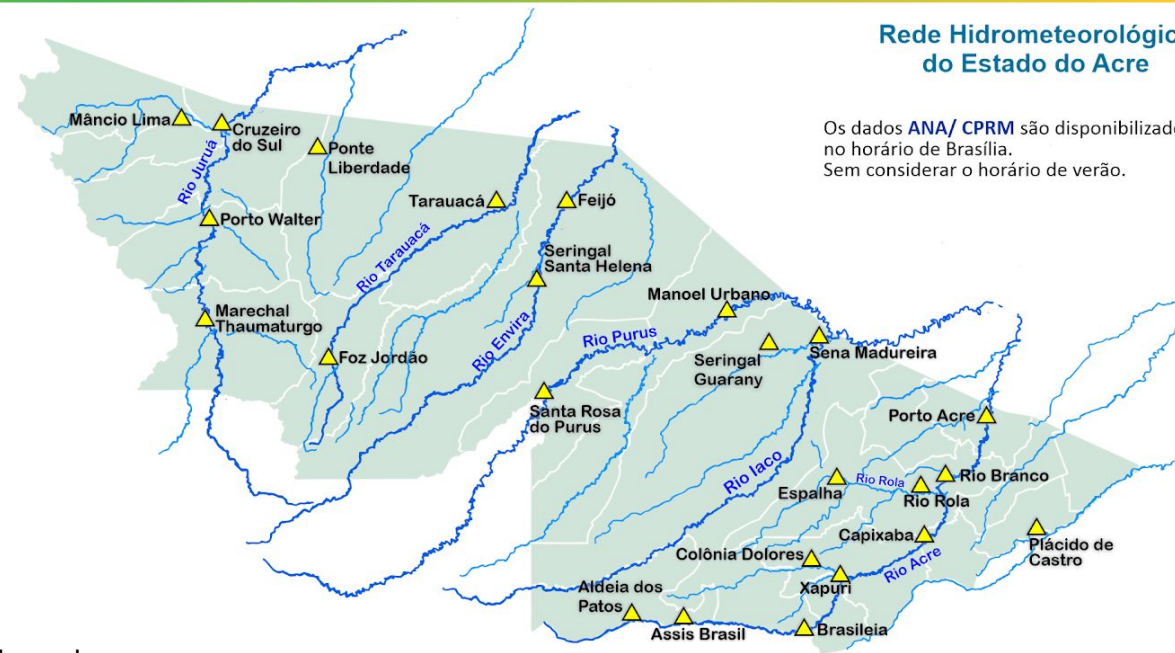 Rede Hidrometeorológic
do Estado do Acre
Os dados ANA/ CPRM são disponibilizad
no horário de Brasília.
Sem considerar o horário de verão.
Mâncio Lima
Cruzeiro
do Sul
Ponte
Liberdade
Rio Juruá
Porto Walter
Tarauacá
Feijó
Rio Tarauacá
Seringal
Santa Helena
Marechal
Thaumaturgo
Foz Jordão
Rio Envira
Manoel Urbano
Rio Purus
Seringal
Guarany
Sena Madureira
Santa Rosa
do Purus
Porto Acre
Rio Iaco
Espalha
Rio Rola
Rio Rola
Rio Branco
Capixaba
Plácido de
Castro
Colônia Dolores
Rio Acre
Xapuri
Aldeia dos
Patos
Assis Brasil
Brasileia